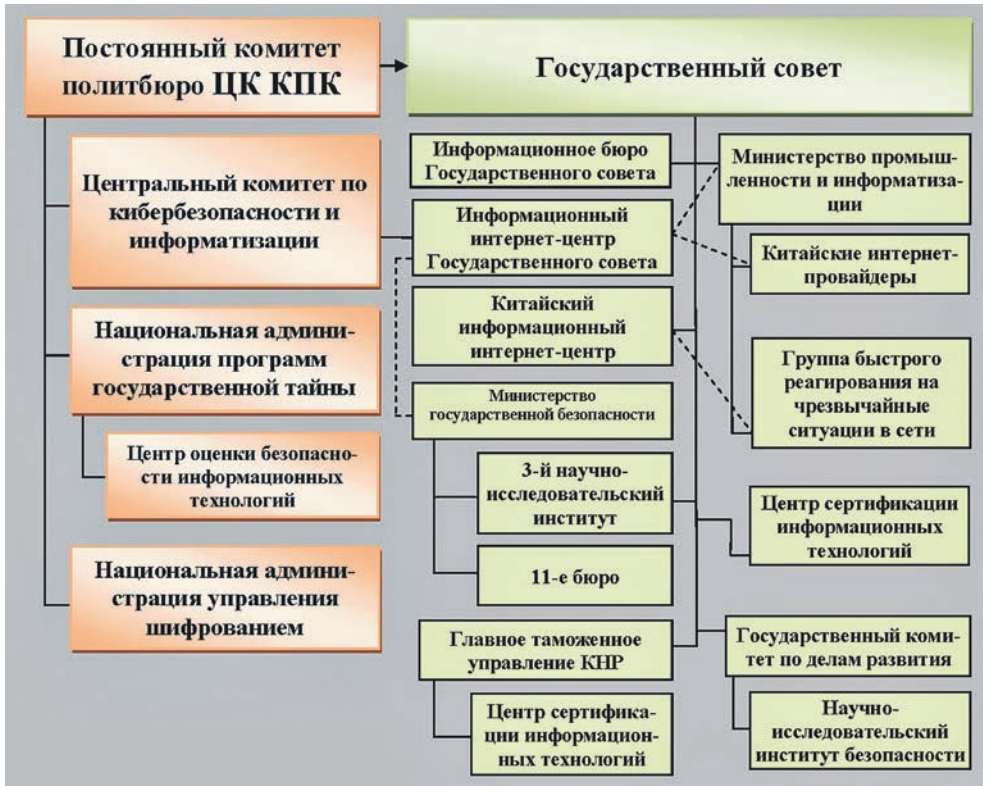 Постоянный комитет
политбюро ЦК КПК
Государственный совет
Центральный комитет по
кибербезопасности и
информатизации
Национальная админи-
страция программ
государственной тайны
Центр оценки безопасно-
сти информационных
технологий
Национальная админи-
страция управления
шифрованием
Информационное бюро
Государственного совета
Информационный
интернет-центр
Государственного совета
Китайский
информационный
интернет-центр
Министерство
государственной безопасности
3-й научно-
исследовательский
институт
11-е бюро
Главное таможенное
управление КНР
Центр сертифика-
ции информацион-
ных технологий
Министерство промыш-
ленности и информатиза-
ции
Китайские интернет-
провайдеры
Группа быстрого
реагирования на
чрезвычайные
ситуации в сети
Центр сертификации
информационных
технологий
Государственный коми-
тет по делам развития
Научно-
исследовательский
институт безопасности